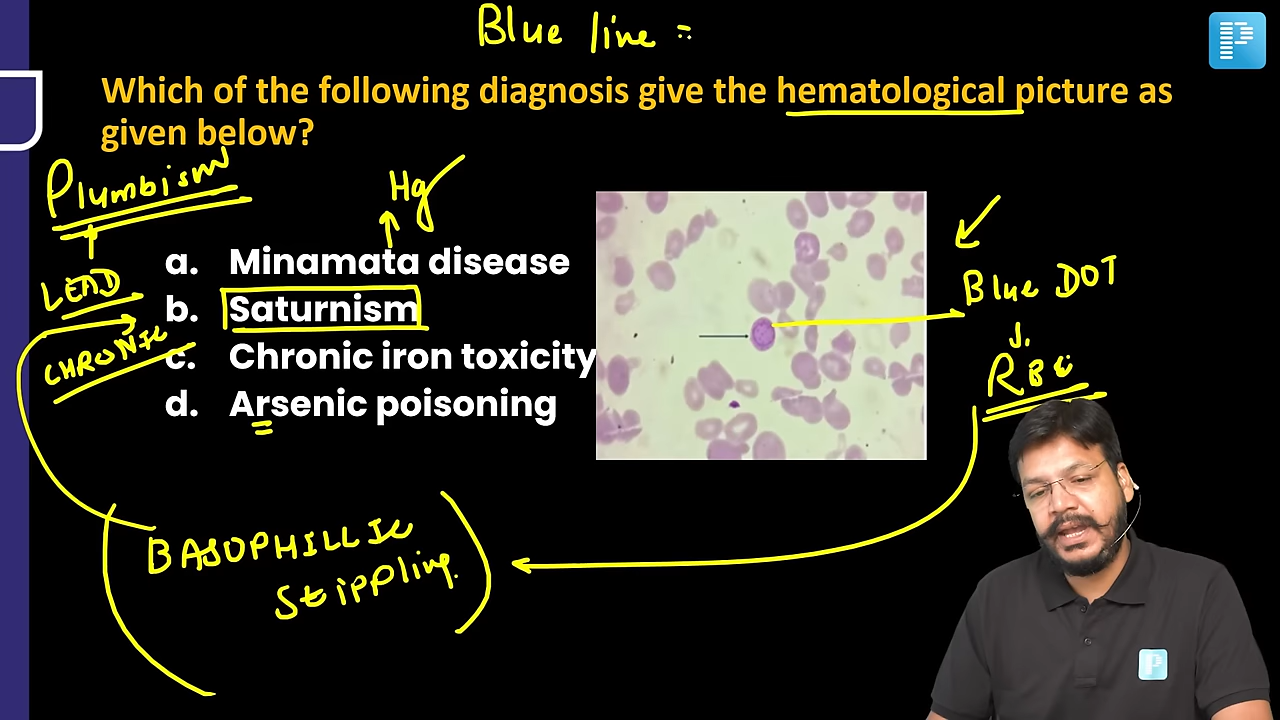 Blue line =
Which of the following diagnosis give the hematological picture as
given below?
Plumbism
Hg
LEAD
CHRONIC
a. Minamata disease
b. Saturnism
c. Chronic iron toxicity
d. Arsenic poisoning
Blue DOT
RBC
BASOPHILLIC
Stippling.
P